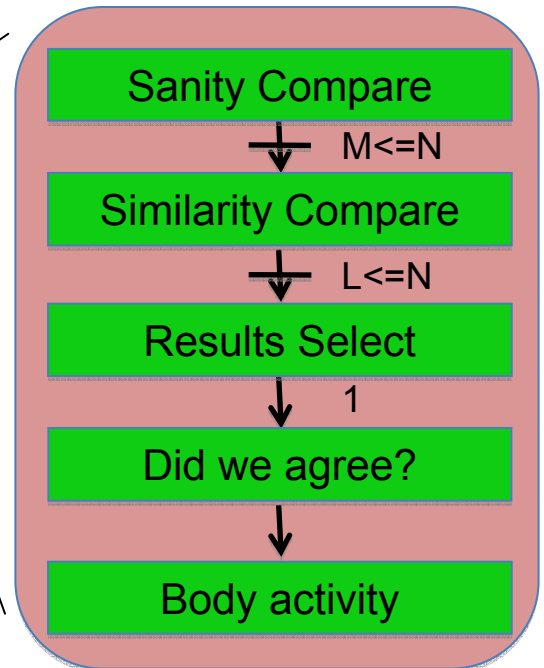 Sanity Compare
M<=N
Similarity Compare
L<=N
Results Select
1
Did we agree?
Body activity